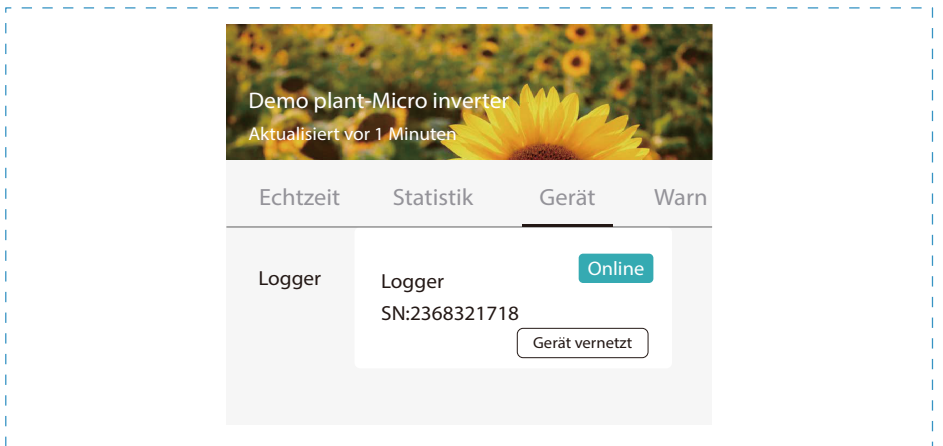 Demo plant-Micro inverter
Aktualisiert vor 1 Minuten
Echtzeit Statistik Gerät Warn
Logger
Online
Logger
SN:2368321718
Gerät vernetzt